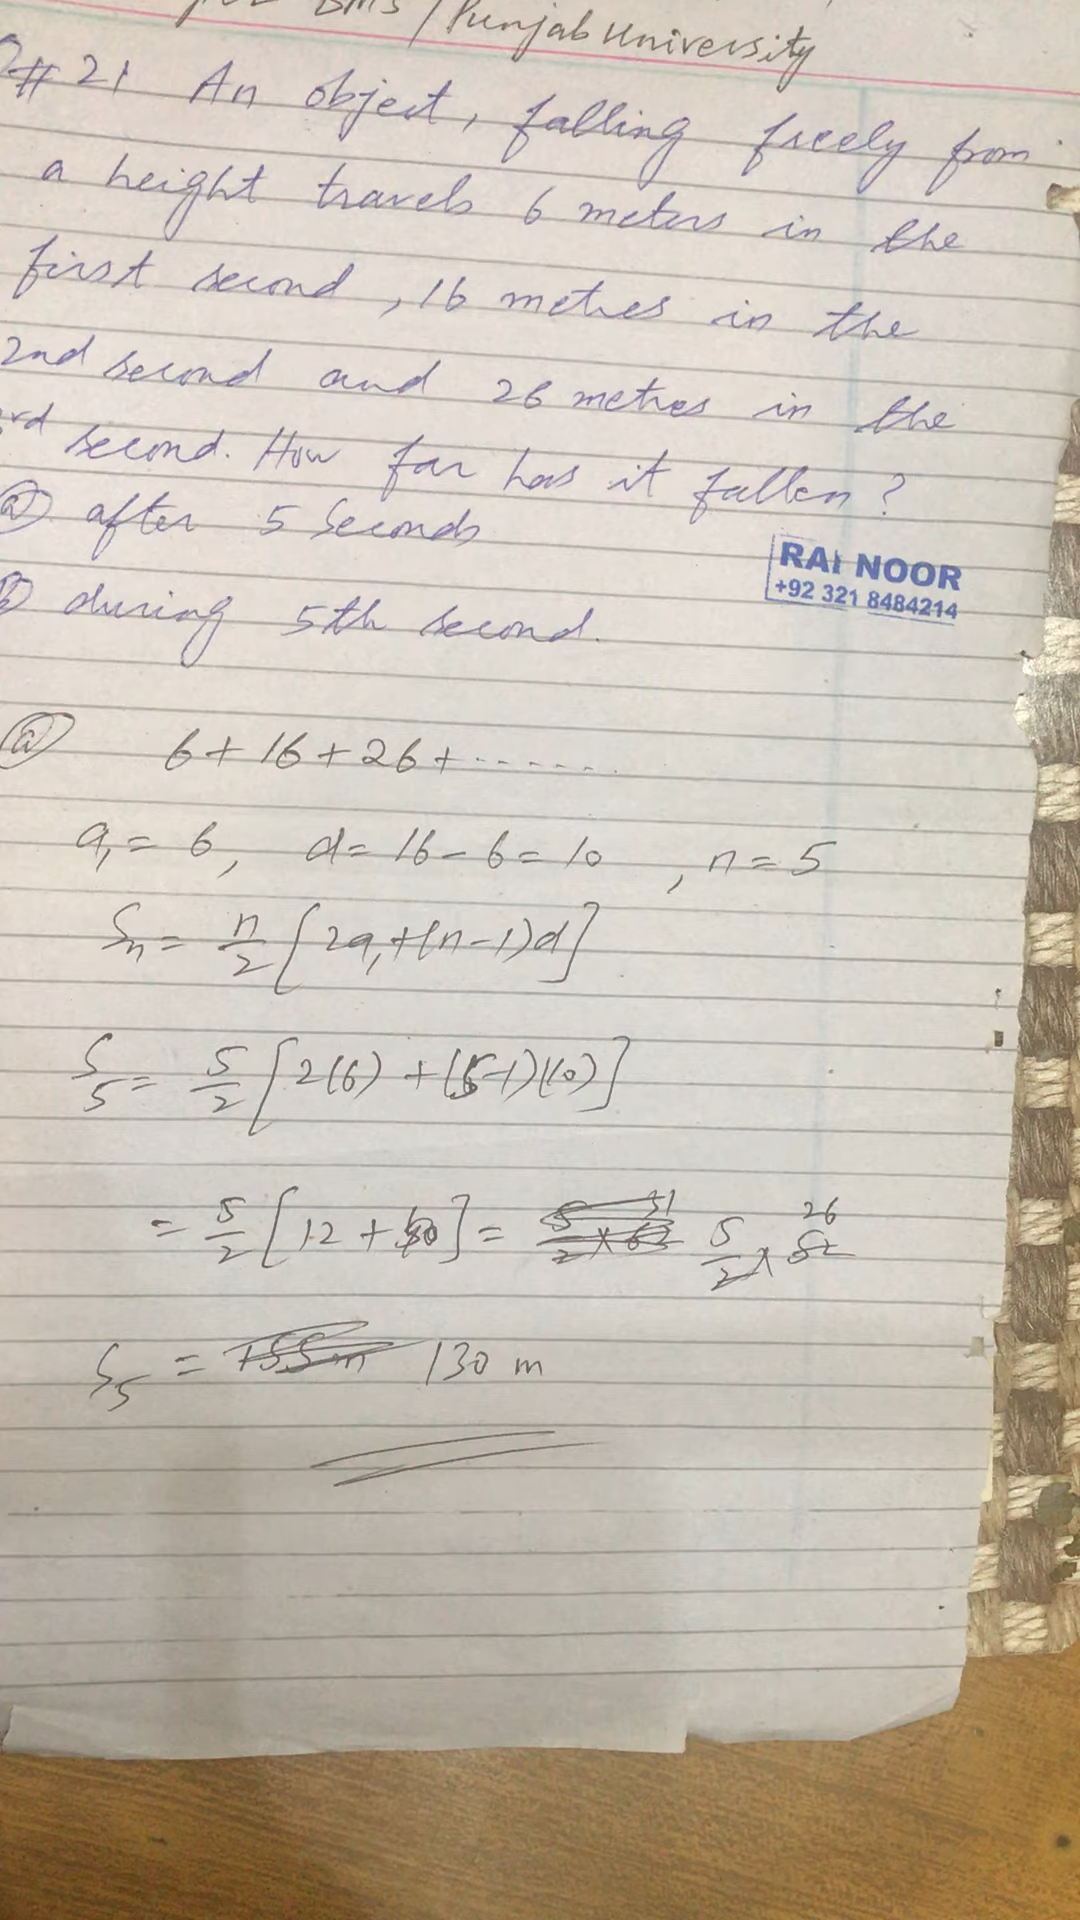 BMS / Punjab University
Q# 21 An object, falling freely from
a height travels 6 meters in the
first second, 16 metres in the
2nd second and 26 metres in the
3rd second. How far has it fallen?
ⓐ after 5 Seconds
RAI NOOR
+92 321 8484214
ⓑ during 5th second.
ⓐ 6 + 16 + 26 + ......
a₁ = 6, d = 16 - 6 = 10, n = 5
Sₙ = n/2 [2a₁ + (n-1)d]
S₅ = 5/2 [2(6) + (5-1)(10)]
= 5/2 [12 + 40] = 5/2 × 52 26
S₅ = 130 m